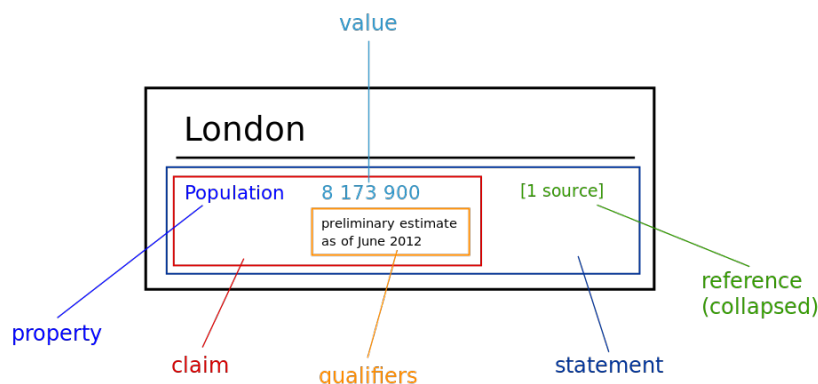 value
London
Population 8 173 900 [1 source]
preliminary estimate
as of June 2012
reference
(collapsed)
property
claim
statement
qualifiers